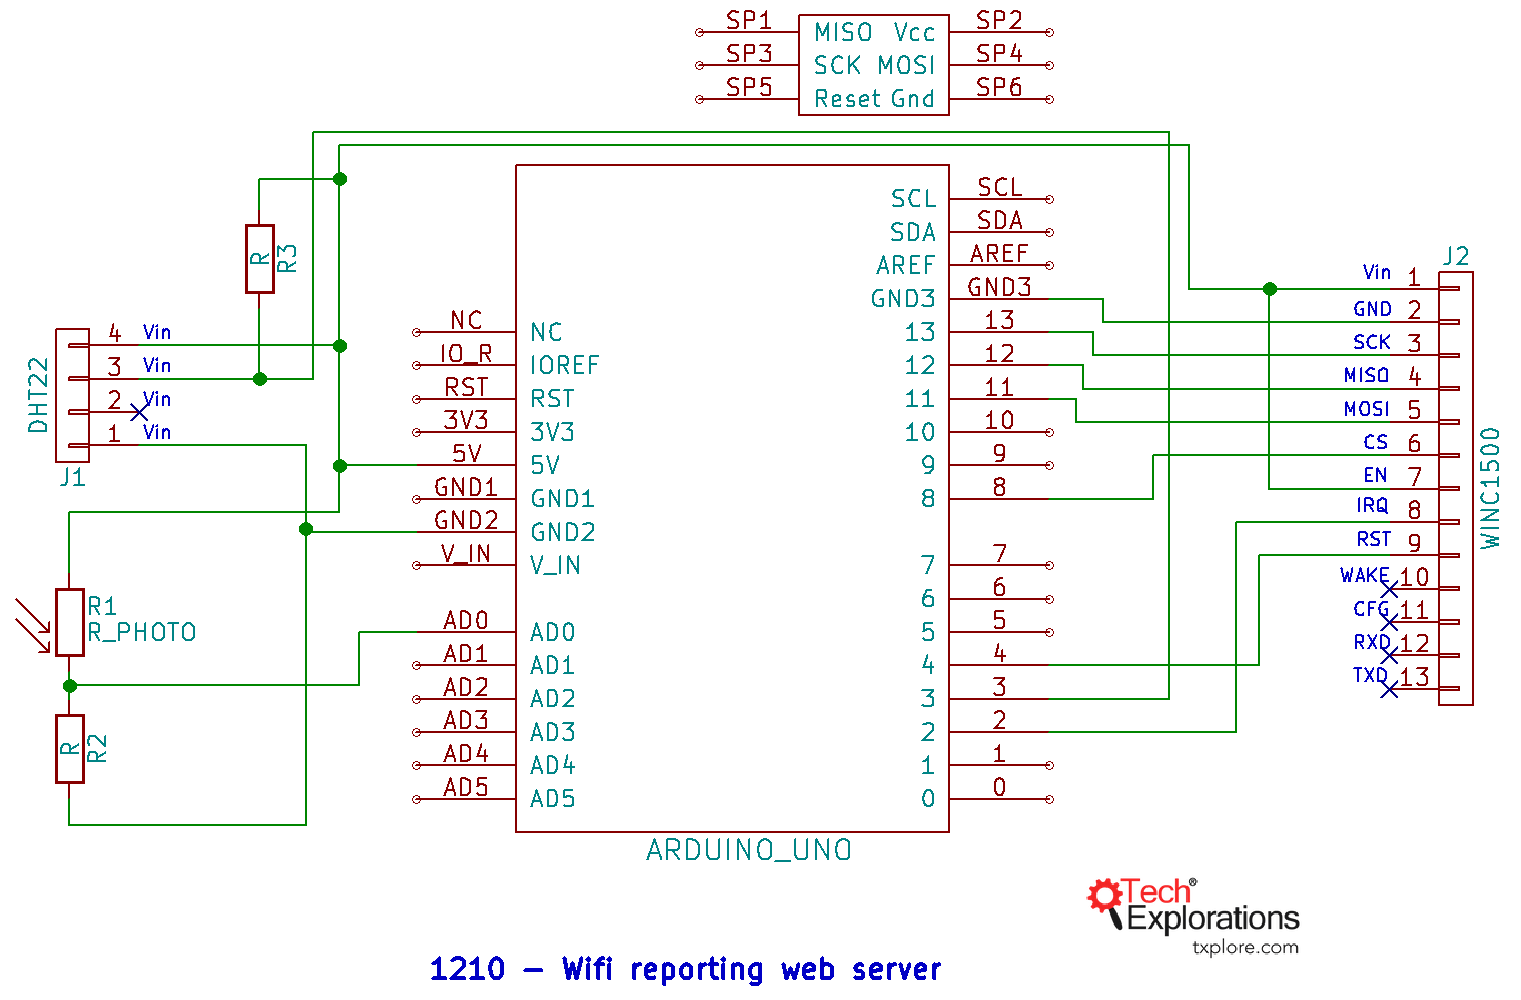 SP1 MISO Vcc SP2
SP3 SCK MOSI SP4
SP5 Reset Gnd SP6
R R3
4 Vin
3 Vin
2 Vin
1 Vin
DHT22
J1
R1
R_PHOTO
R R2
NC NC
IO_R IOREF
RST RST
3V3 3V3
5V 5V
GND1 GND1
GND2 GND2
V_IN V_IN
AD0 AD0
AD1 AD1
AD2 AD2
AD3 AD3
AD4 AD4
AD5 AD5
SCL SCL
SDA SDA
AREF AREF
GND3 GND3
13 13
12 12
11 11
10 10
9 9
8 8
7 7
6 6
5 5
4 4
3 3
2 2
1 1
0 0
ARDUINO_UNO
J2
Vin 1
GND 2
SCK 3
MISO 4
MOSI 5
CS 6
EN 7
IRQ 8
RST 9
WAKE 10
CFG 11
RXD 12
TXD 13
WINC1500
Tech®
Explorations
txplore.com
1210 – Wifi reporting web server